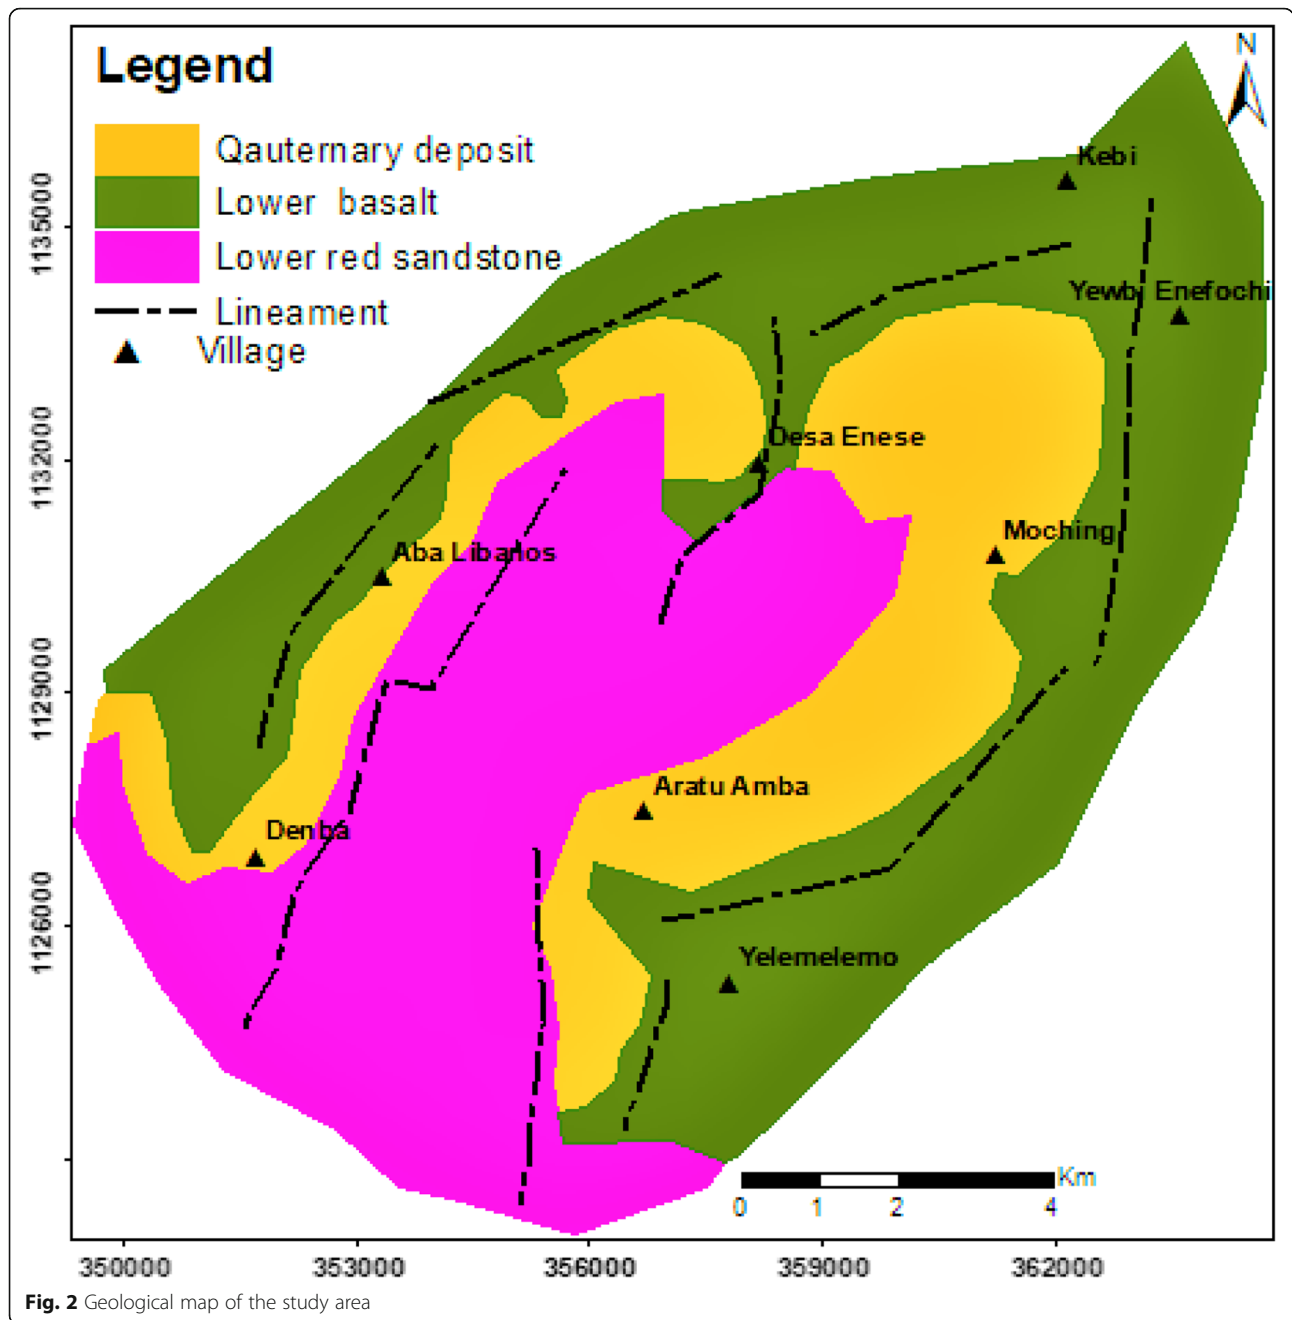 Legend
Qauternary deposit
Lower basalt
Lower red sandstone
Lineament
Village
N
Kebi
Yewbi Enefochi
Desa Enese
Moching
Aba Libanos
Aratu Amba
Denba
Yelemelemo
1135000
1132000
1129000
1126000
Km
0 1 2 4
350000 353000 356000 359000 362000
Fig. 2 Geological map of the study area